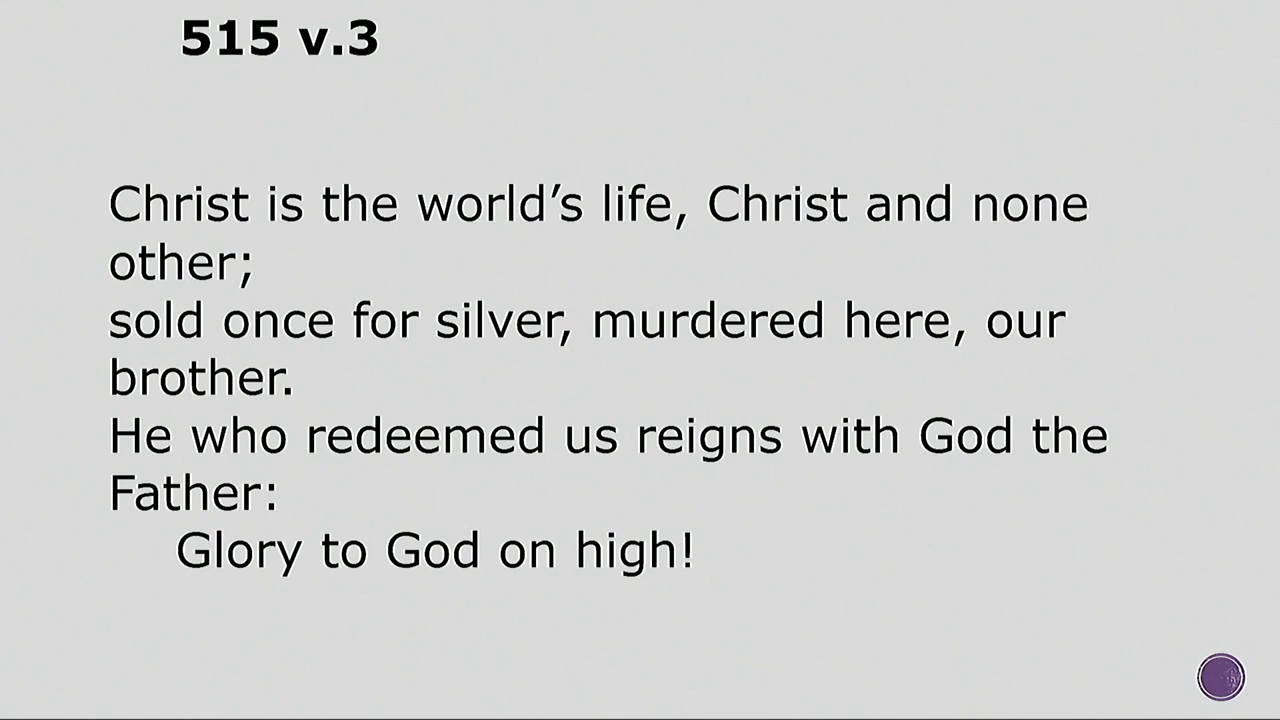 515 v.3
Christ is the world’s life, Christ and none
other;
sold once for silver, murdered here, our
brother.
He who redeemed us reigns with God the
Father:
Glory to God on high!